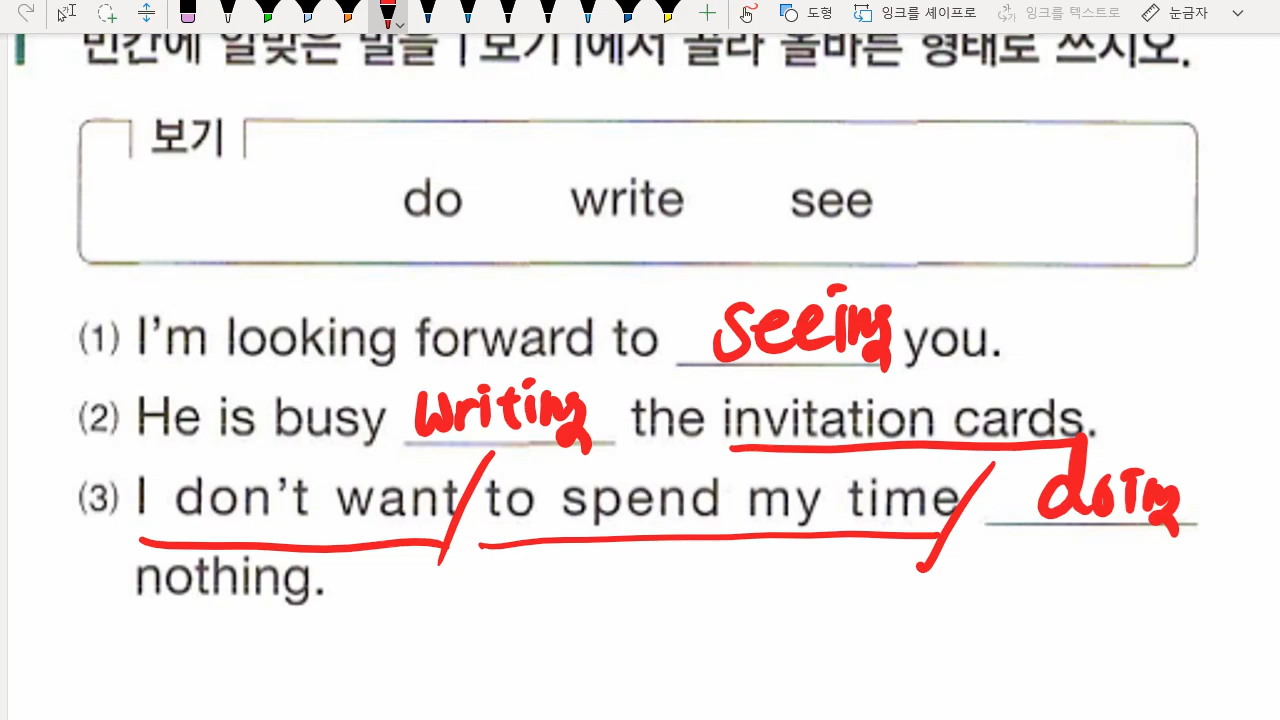 도형 잉크를 셰이프로 잉크를 텍스트로 눈금자
빈칸에 알맞은 말을 |보기|에서 골라 올바른 형태로 쓰시오.
보기
do write see
(1) I'm looking forward to seeing you.
(2) He is busy writing the invitation cards.
(3) I don't want to spend my time doing
nothing.